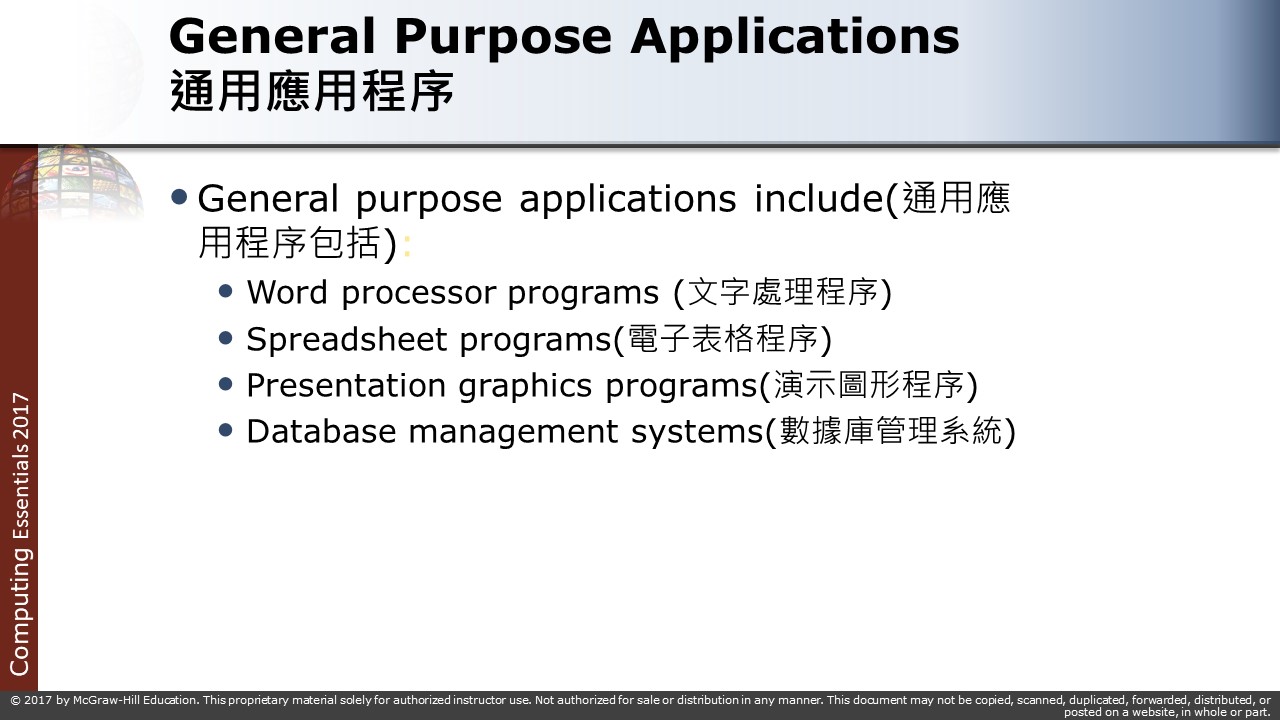 General Purpose Applications
通用應用程序
• General purpose applications include(通用應
用程序包括):
• Word processor programs (文字處理程序)
• Spreadsheet programs(電子表格程序)
• Presentation graphics programs(演示圖形程序)
• Database management systems(數據庫管理系統)
Computing Essentials 2017
© 2017 by McGraw-Hill Education. This proprietary material solely for authorized instructor use. Not authorized for sale or distribution in any manner. This document may not be copied, scanned, duplicated, forwarded, distributed, or
posted on a website, in whole or part.